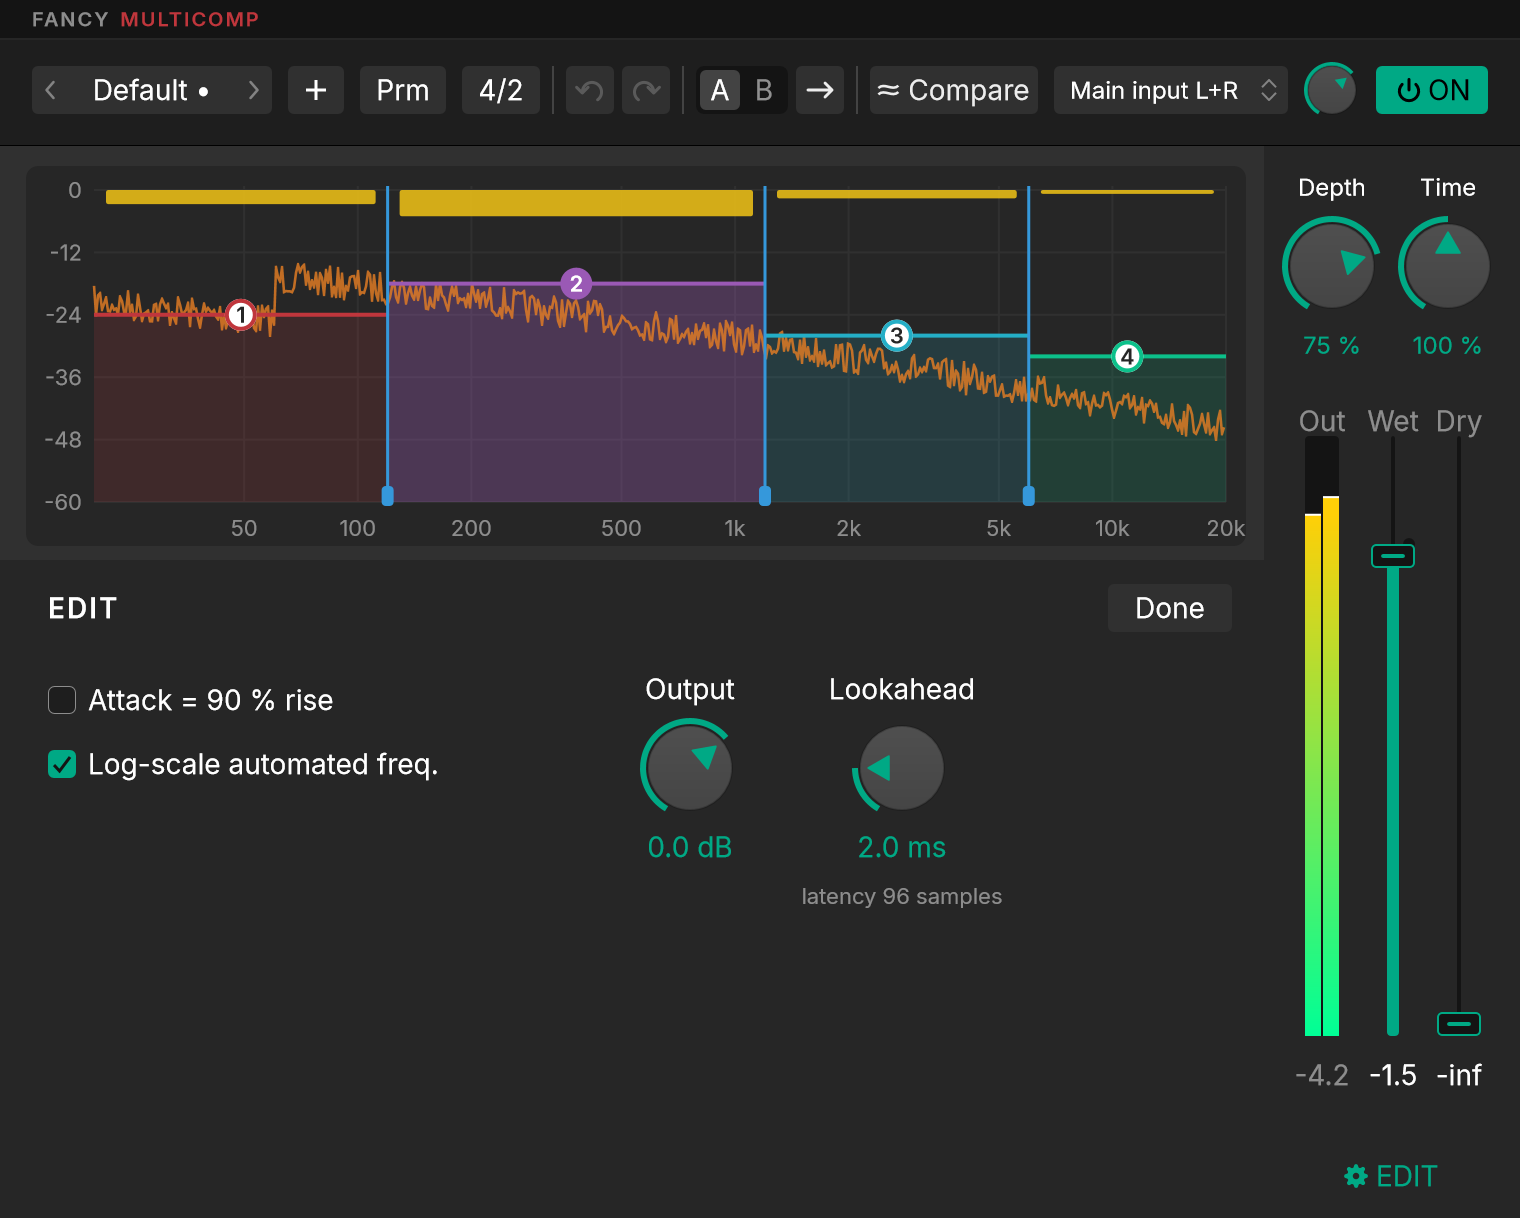 FANCY MULTICOMP
Default •
+
Prm
4/2
A
B
≈ Compare
Main input L+R
ON
0
-12
-24
-36
-48
-60
1
2
3
4
50
100
200
500
1k
2k
5k
10k
20k
Depth
Time
75 %
100 %
Out
Wet
Dry
-4.2
-1.5
-inf
EDIT
EDIT
Done
Attack = 90 % rise
Log-scale automated freq.
Output
0.0 dB
Lookahead
2.0 ms
latency 96 samples